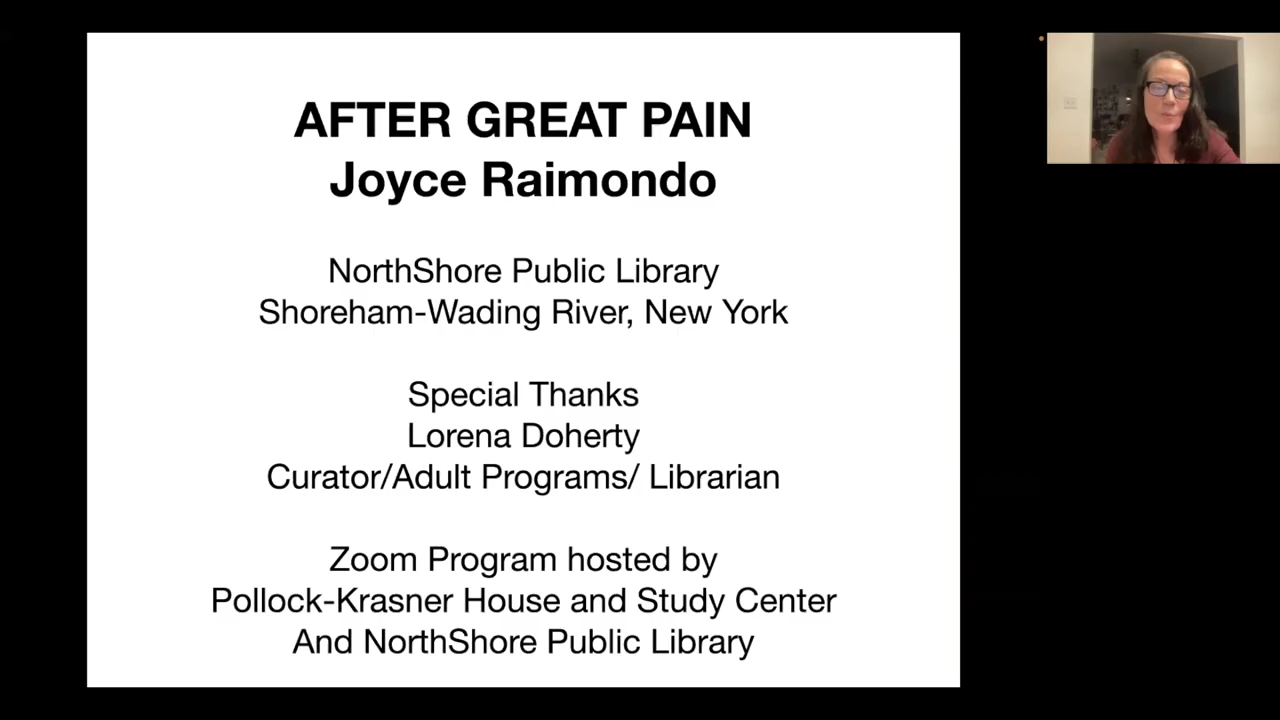 AFTER GREAT PAIN
Joyce Raimondo
NorthShore Public Library
Shoreham-Wading River, New York
Special Thanks
Lorena Doherty
Curator/Adult Programs/ Librarian
Zoom Program hosted by
Pollock-Krasner House and Study Center
And NorthShore Public Library